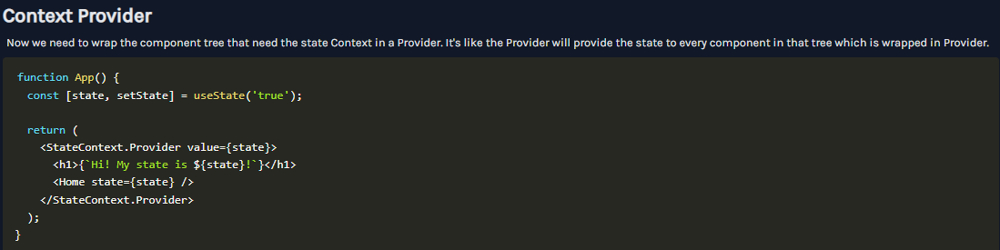 Context Provider
Now we need to wrap the component tree that need the state Context in a Provider. It's like the Provider will provide the state to every component in that tree which is wrapped in Provider.
function App() {
  const [state, setState] = useState('true');

  return (
    <StateContext.Provider value={state}>
      <h1>{`Hi! My state is ${state}!`}</h1>
      <Home state={state} />
    </StateContext.Provider>
  );
}